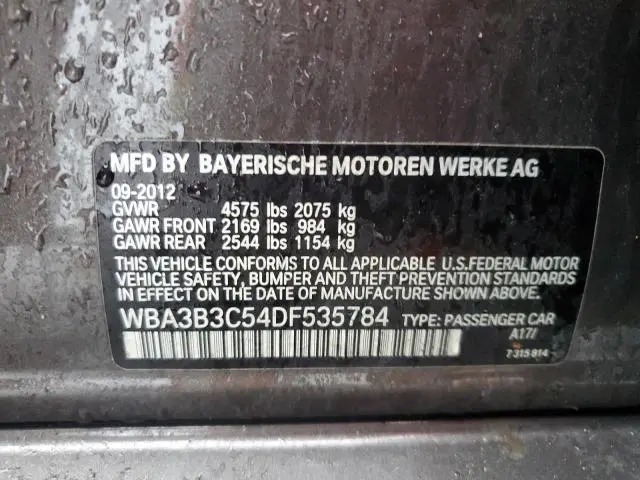 MFD BY BAYERISCHE MOTOREN WERKE AG
09-2012
GVWR 4575 lbs 2075 kg
GAWR FRONT 2169 lbs 984 kg
GAWR REAR 2544 lbs 1154 kg
THIS VEHICLE CONFORMS TO ALL APPLICABLE U.S.FEDERAL MOTOR
VEHICLE SAFETY, BUMPER AND THEFT PREVENTION STANDARDS
IN EFFECT ON THE DATE OF MANUFACTURE SHOWN ABOVE.
WBA3B3C54DF535784 TYPE: PASSENGER CAR
A17/
7 315 814